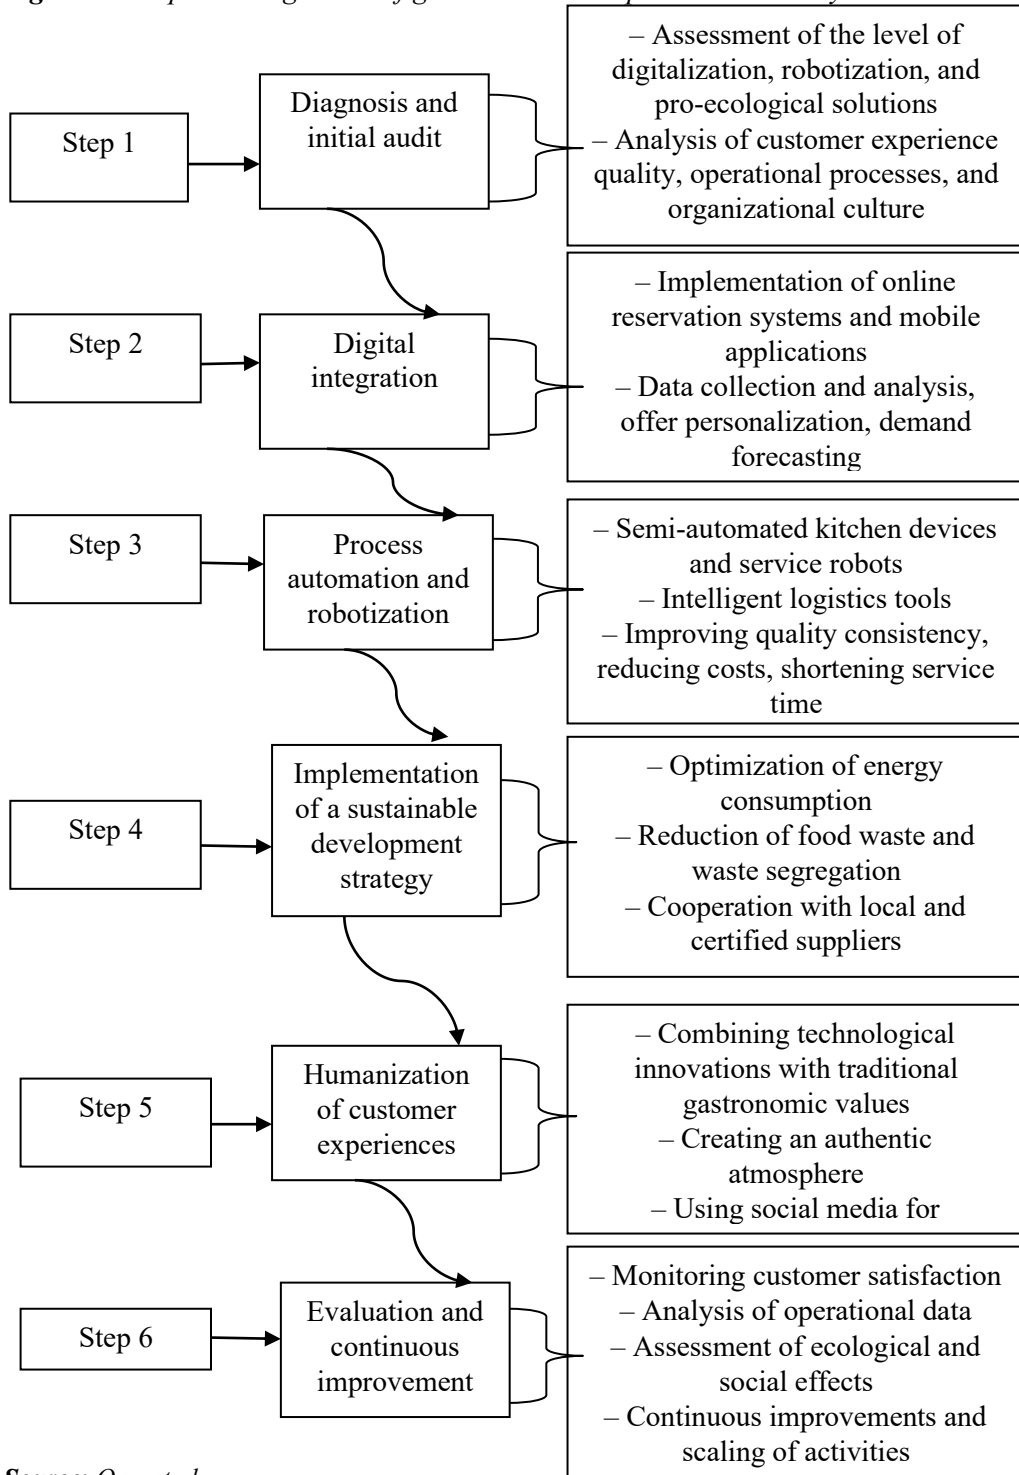 Step 1
Diagnosis and
initial audit
– Assessment of the level of
digitalization, robotization, and
pro-ecological solutions
– Analysis of customer experience
quality, operational processes, and
organizational culture
Step 2
Digital
integration
– Implementation of online
reservation systems and mobile
applications
– Data collection and analysis,
offer personalization, demand
forecasting
Step 3
Process
automation and
robotization
– Semi-automated kitchen devices
and service robots
– Intelligent logistics tools
– Improving quality consistency,
reducing costs, shortening service
time
Step 4
Implementation
of a sustainable
development
strategy
– Optimization of energy
consumption
– Reduction of food waste and
waste segregation
– Cooperation with local and
certified suppliers
Step 5
Humanization
of customer
experiences
– Combining technological
innovations with traditional
gastronomic values
– Creating an authentic
atmosphere
– Using social media for
Step 6
Evaluation and
continuous
improvement
– Monitoring customer satisfaction
– Analysis of operational data
– Assessment of ecological and
social effects
– Continuous improvements and
scaling of activities